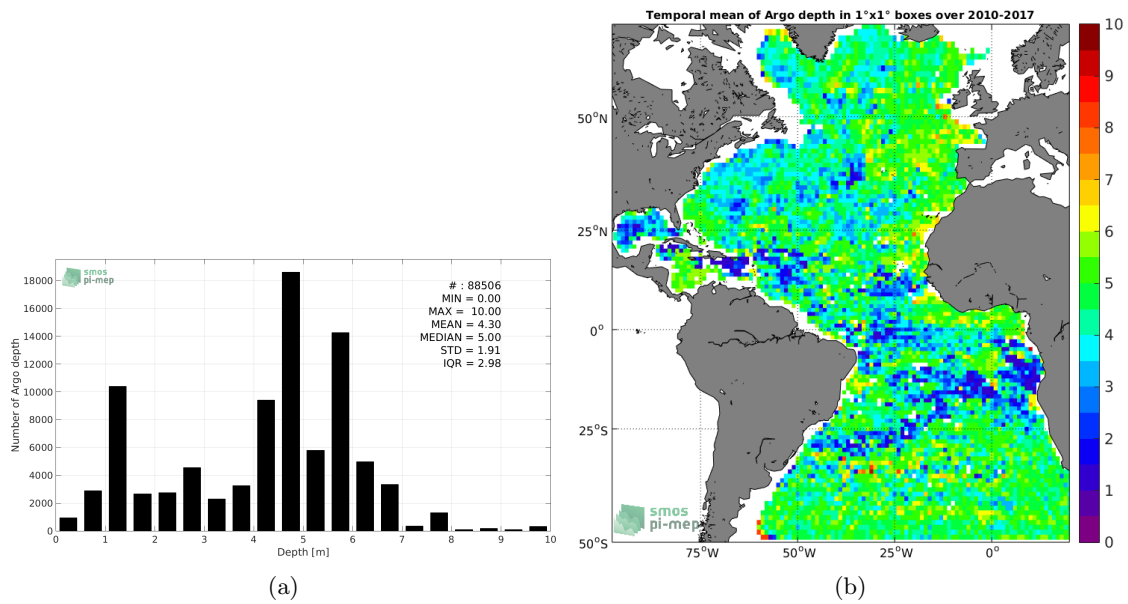 Temporal mean of Argo depth in 1°x1° boxes over 2010-2017
smos
pi-mep
# : 88506
MIN = 0.00
MAX = 10.00
MEAN = 4.30
MEDIAN = 5.00
STD = 1.91
IQR = 2.98
Number of Argo depth
18000
16000
14000
12000
10000
8000
6000
4000
2000
0
0 1 2 3 4 5 6 7 8 9 10
Depth [m]
(a)
50°N
25°N
0°
25°S
50°S
75°W 50°W 25°W 0°
smos
pi-mep
10
9
8
7
6
5
4
3
2
1
0
(b)